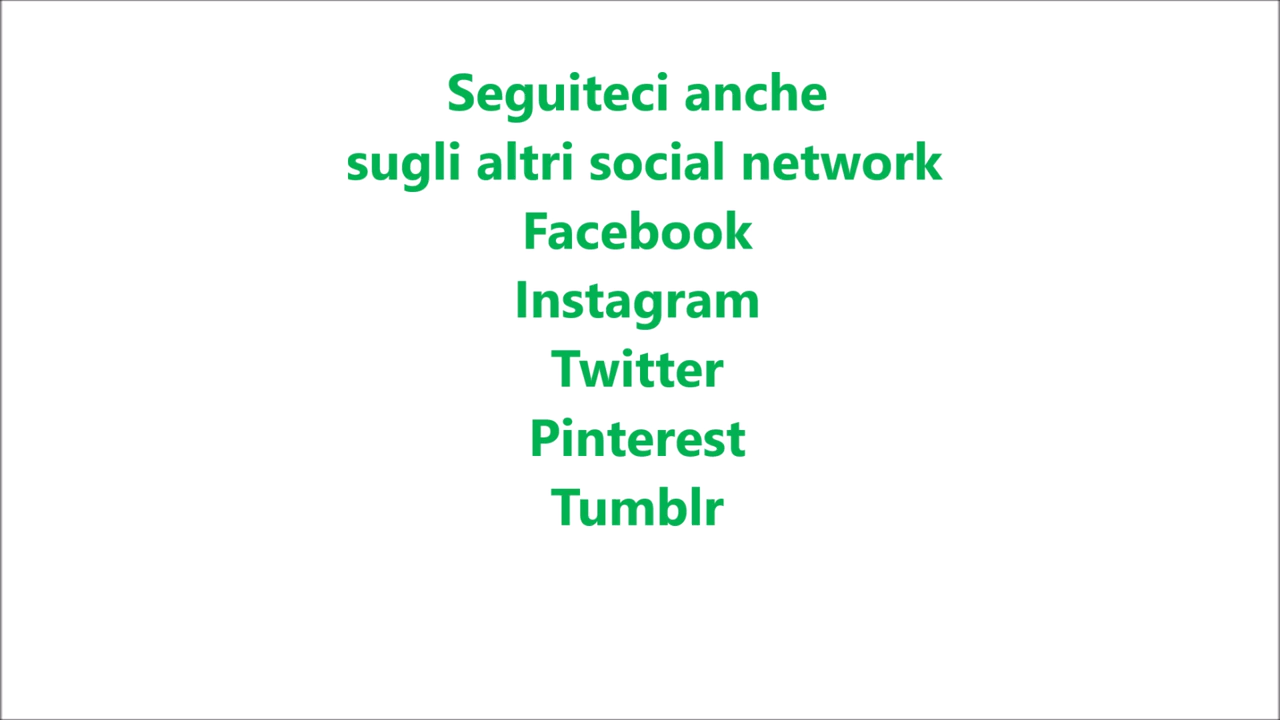 Seguiteci anche
sugli altri social network
Facebook
Instagram
Twitter
Pinterest
Tumblr